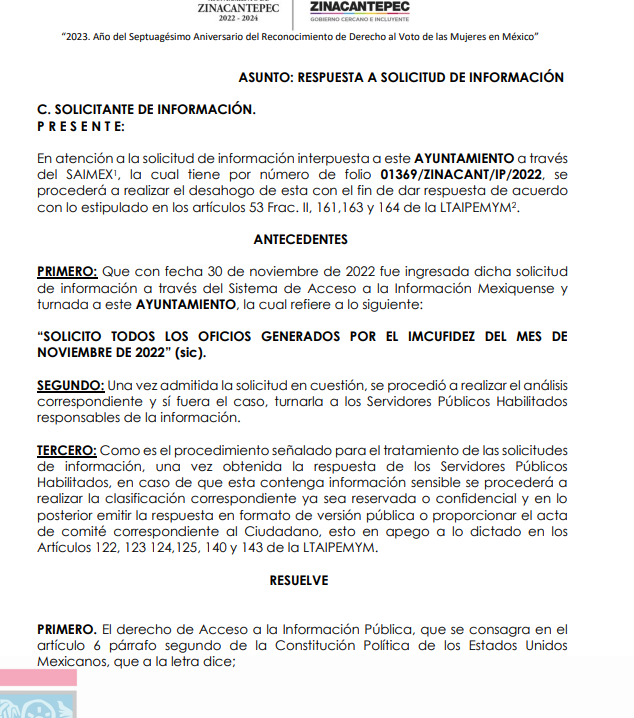 ZINACANTEPEC
2022 - 2024
ZINACANTEPEC
GOBIERNO CERCANO E INCLUYENTE
“2023. Año del Septuagésimo Aniversario del Reconocimiento de Derecho al Voto de las Mujeres en México”
ASUNTO: RESPUESTA A SOLICITUD DE INFORMACIÓN
C. SOLICITANTE DE INFORMACIÓN.
P R E S E N T E:
En atención a la solicitud de información interpuesta a este AYUNTAMIENTO a través
del SAIMEX¹, la cual tiene por número de folio 01369/ZINACANT/IP/2022, se
procederá a realizar el desahogo de esta con el fin de dar respuesta de acuerdo
con lo estipulado en los artículos 53 Frac. II, 161,163 y 164 de la LTAIPEMYM².
ANTECEDENTES
PRIMERO: Que con fecha 30 de noviembre de 2022 fue ingresada dicha solicitud
de información a través del Sistema de Acceso a la Información Mexiquense y
turnada a este AYUNTAMIENTO, la cual refiere a lo siguiente:
“SOLICITO TODOS LOS OFICIOS GENERADOS POR EL IMCUFIDEZ DEL MES DE
NOVIEMBRE DE 2022” (sic).
SEGUNDO: Una vez admitida la solicitud en cuestión, se procedió a realizar el análisis
correspondiente y sí fuera el caso, turnarla a los Servidores Públicos Habilitados
responsables de la información.
TERCERO: Como es el procedimiento señalado para el tratamiento de las solicitudes
de información, una vez obtenida la respuesta de los Servidores Públicos
Habilitados, en caso de que esta contenga información sensible se procederá a
realizar la clasificación correspondiente ya sea reservada o confidencial y en lo
posterior emitir la respuesta en formato de versión pública o proporcionar el acta
de comité correspondiente al Ciudadano, esto en apego a lo dictado en los
Artículos 122, 123 124,125, 140 y 143 de la LTAIPEMYM.
RESUELVE
PRIMERO. El derecho de Acceso a la Información Pública, que se consagra en el
artículo 6 párrafo segundo de la Constitución Política de los Estados Unidos
Mexicanos, que a la letra dice;